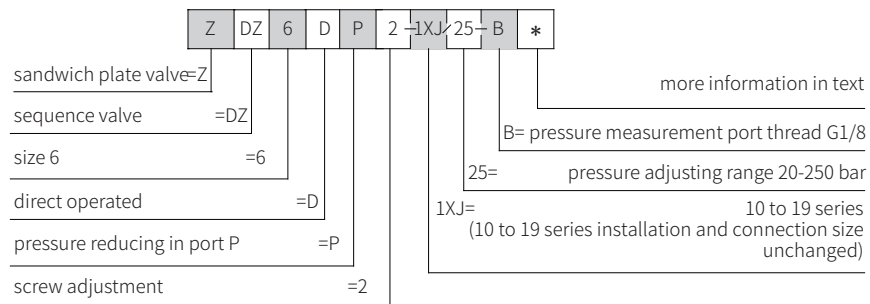 Z DZ 6 D P 2 -1XJ/25- B *
sandwich plate valve=Z
sequence valve =DZ
size 6 =6
direct operated =D
pressure reducing in port P =P
screw adjustment =2
more information in text
B= pressure measurement port thread G1/8
25= pressure adjusting range 20-250 bar
1XJ= 10 to 19 series
(10 to 19 series installation and connection size
unchanged)